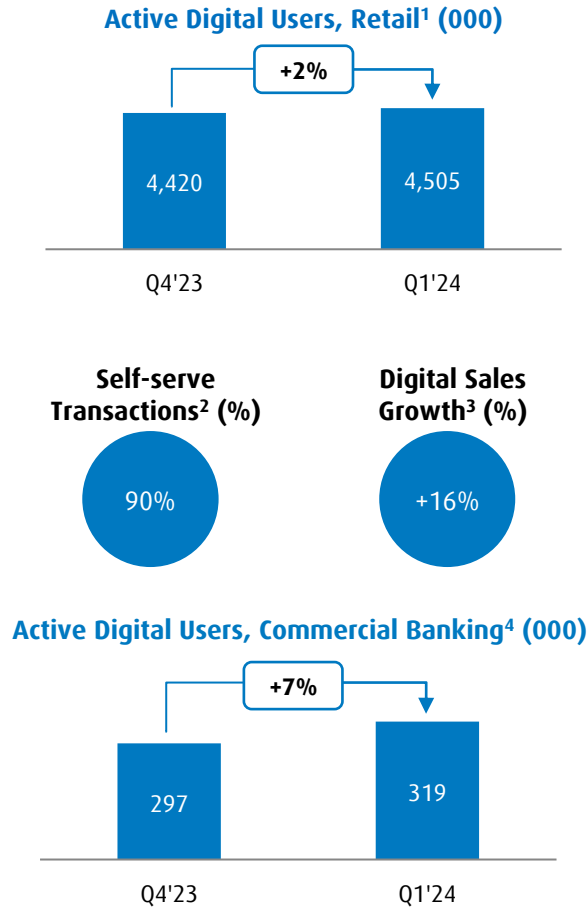 Active Digital Users, Retail¹ (000)
+2%
4,420
4,505
Q4'23
Q1'24
Self-serve
Transactions² (%)
Digital Sales
Growth³ (%)
90%
+16%
Active Digital Users, Commercial Banking⁴ (000)
+7%
297
319
Q4'23
Q1'24